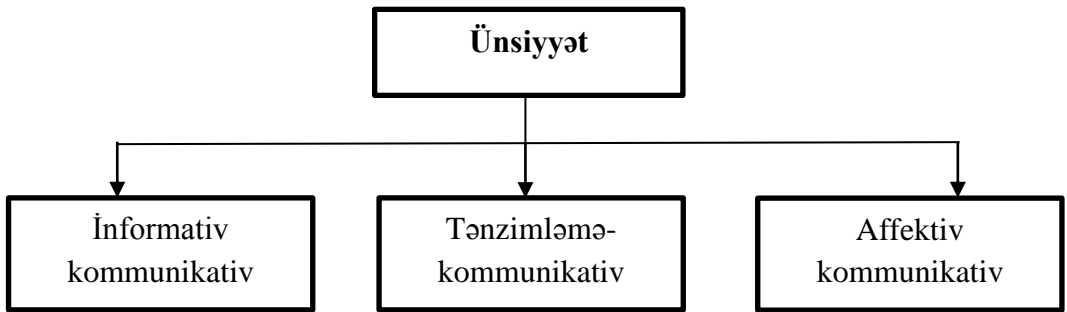 Ünsiyyət
İnformativ
kommunikativ
Tənzimləmə-
kommunikativ
Affektiv
kommunikativ